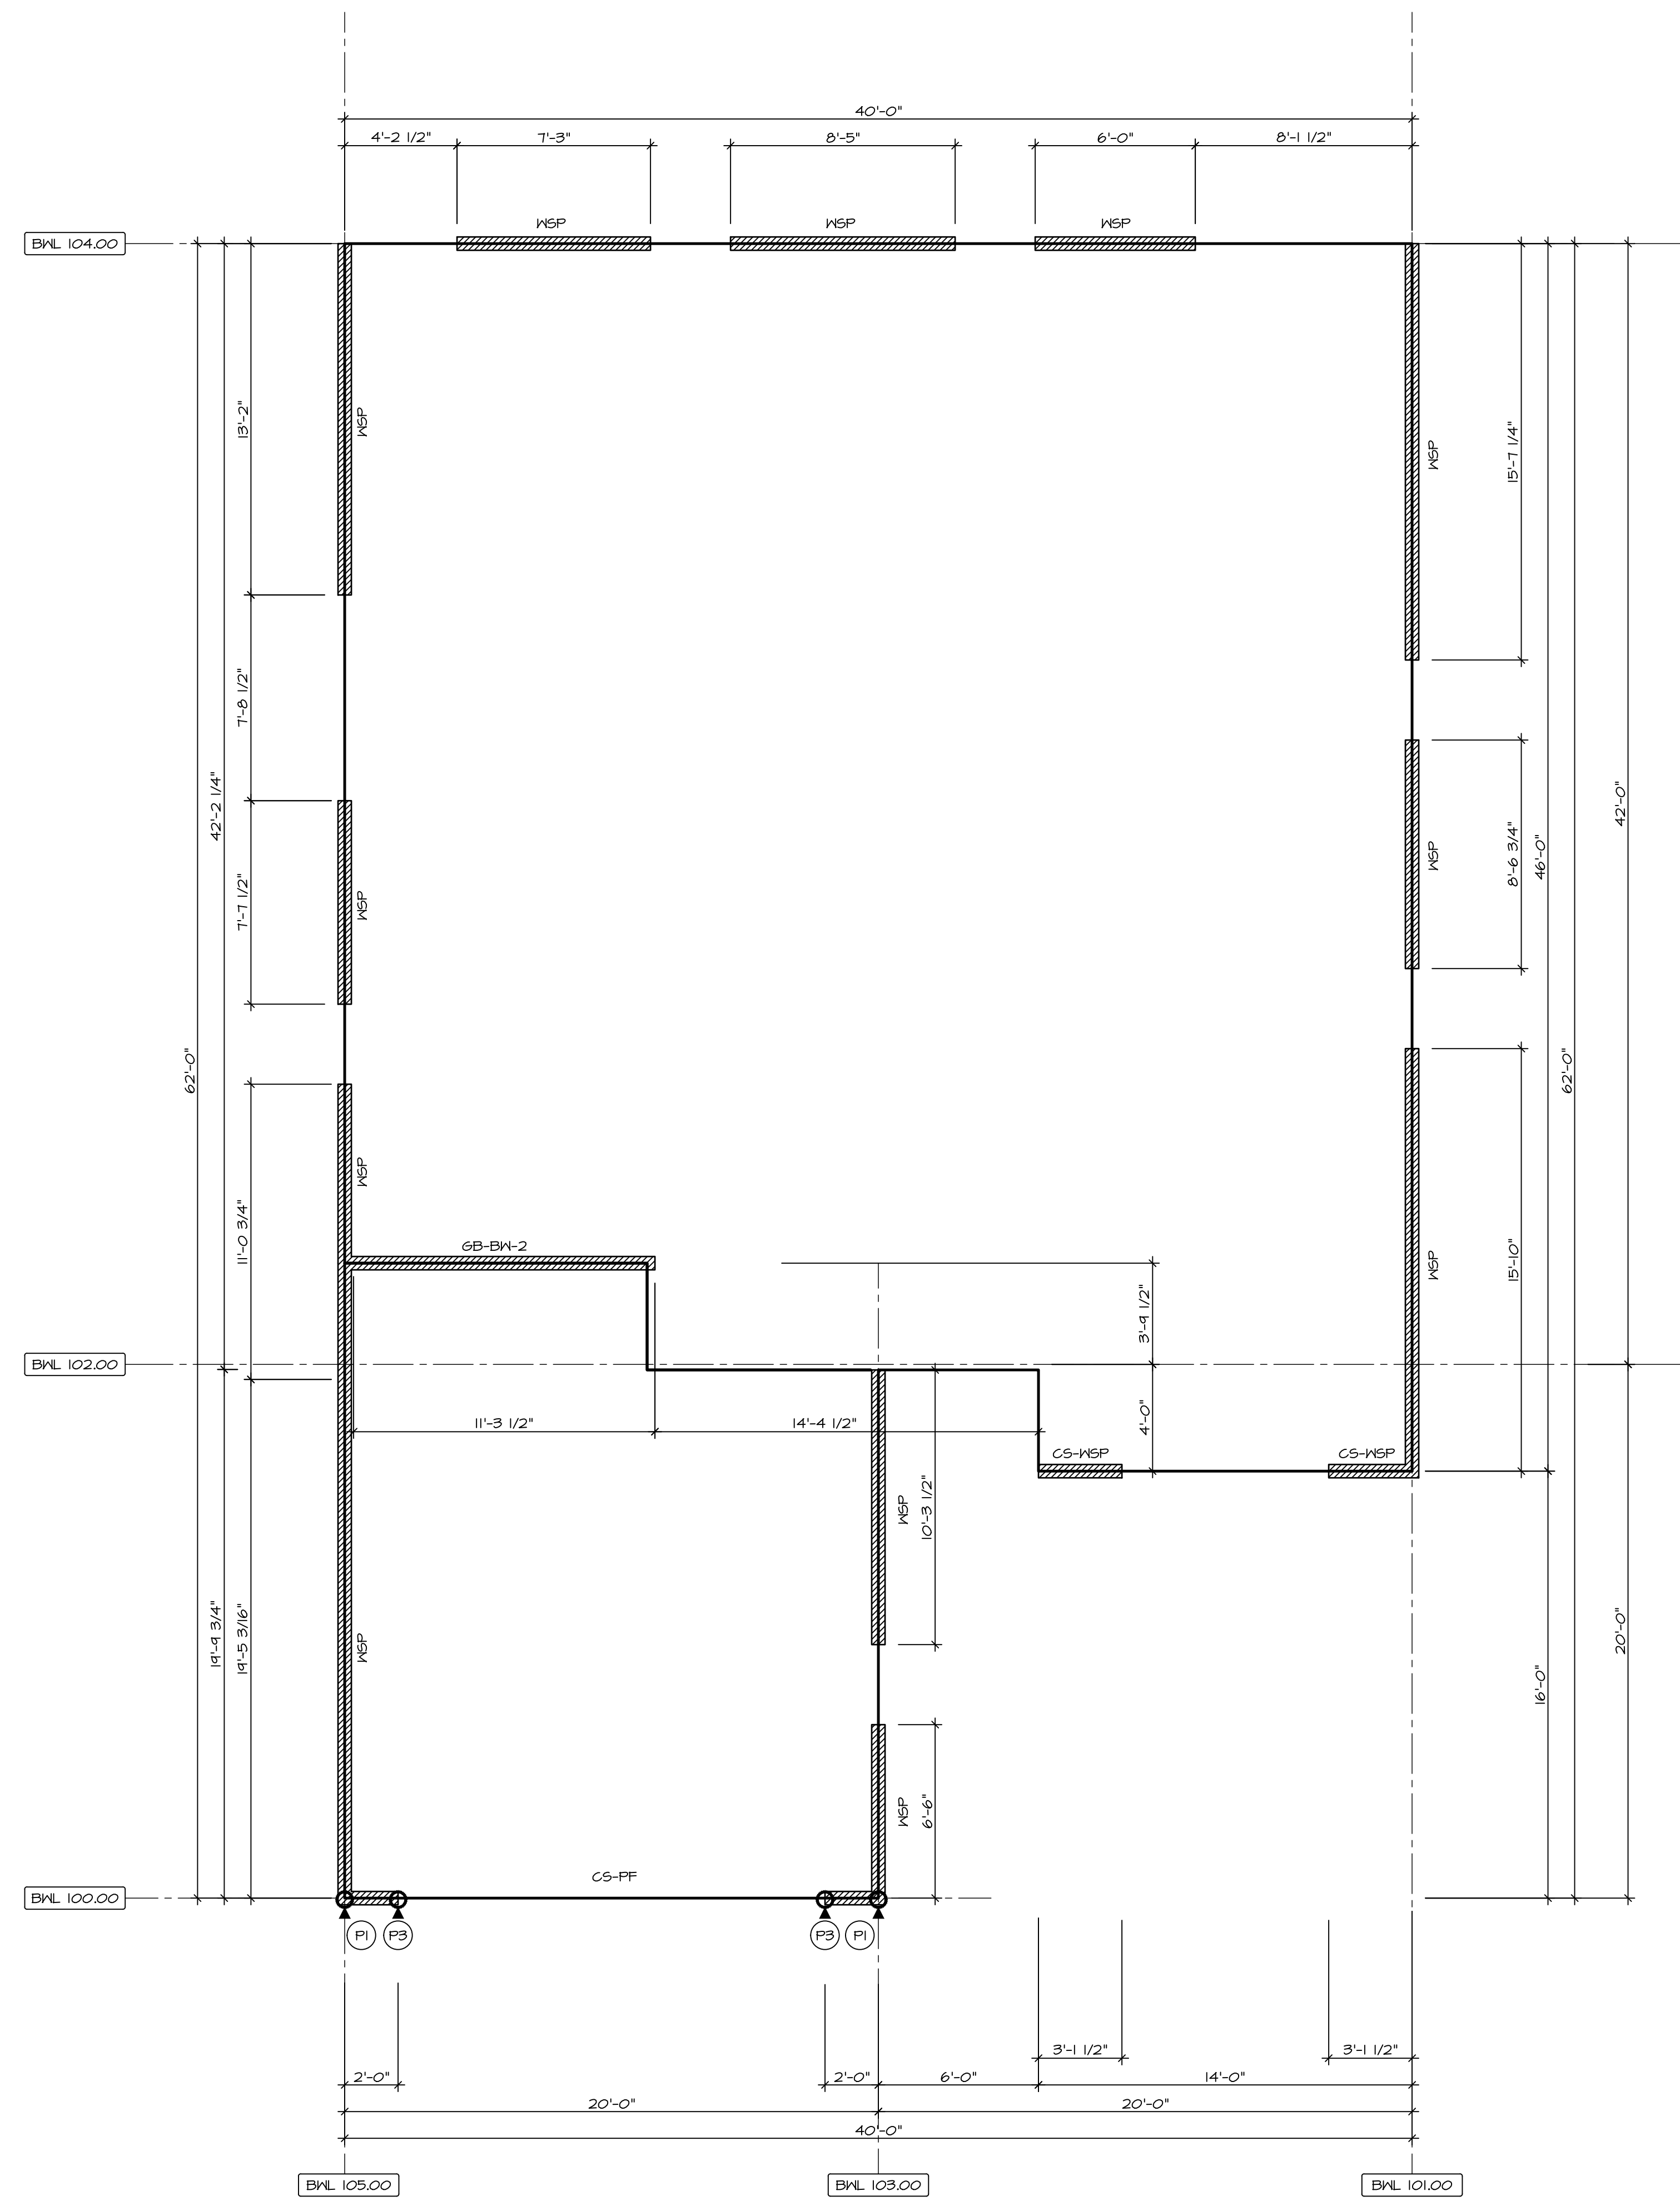 40'-0"
4'-2 1/2"
7'-3"
8'-5"
6'-0"
8'-1 1/2"
WSP
WSP
WSP
BWL 104.00
13'-2"
WSP
WSP
15'-7 1/4"
7'-8 1/2"
42'-2 1/4"
42'-0"
7'-7 1/2"
WSP
WSP
8'-6 3/4"
46'-0"
62'-0"
62'-0"
WSP
11'-0 3/4"
GB-BW-2
WSP
15'-10"
3'-9 1/2"
BWL 102.00
11'-3 1/2"
14'-4 1/2"
4'-0"
CS-WSP
CS-WSP
WSP
10'-3 1/2"
19'-9 3/4"
19'-5 3/16"
WSP
20'-0"
16'-0"
WSP
6'-6"
CS-PF
BWL 100.00
P1
P3
P3
P1
3'-1 1/2"
3'-1 1/2"
2'-0"
2'-0"
6'-0"
14'-0"
20'-0"
20'-0"
40'-0"
BWL 105.00
BWL 103.00
BWL 101.00